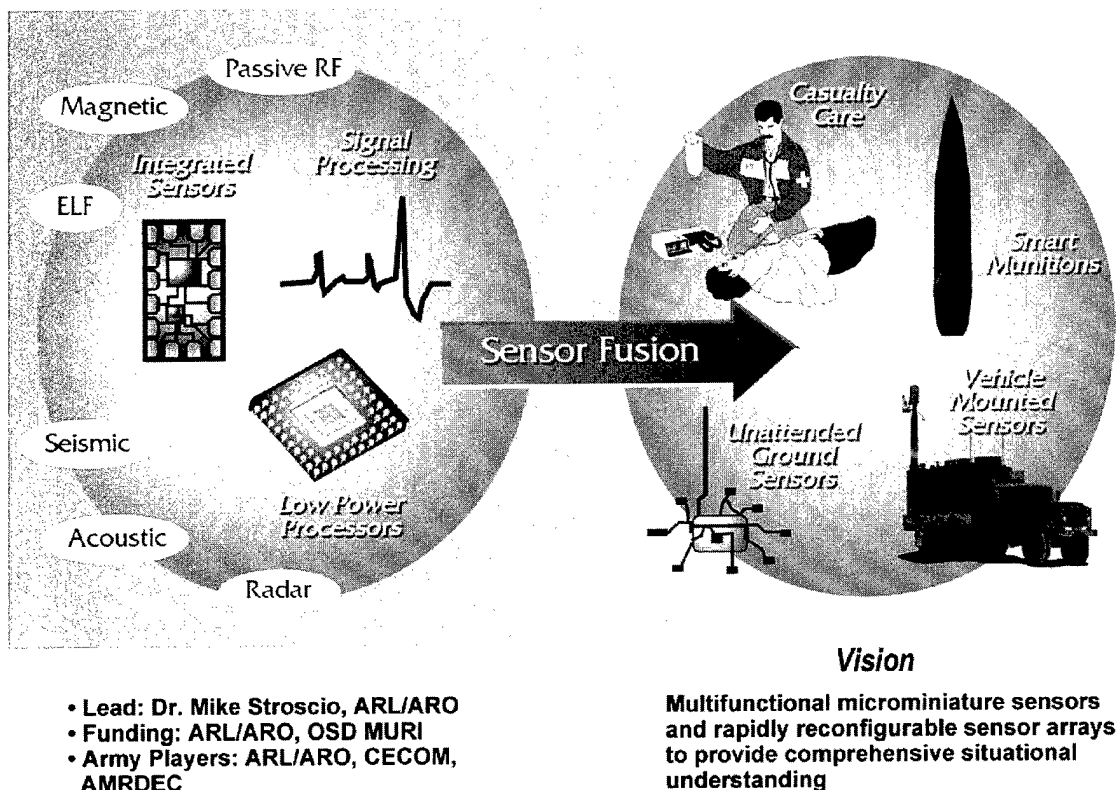 Passive RF
Magnetic
Integrated
Sensors
Signal
Processing
ELF
Seismic
Acoustic
Low Power
Processors
Radar
Sensor Fusion
Casualty
Care
Smart
Munitions
Unattended
Ground
Sensors
Vehicle
Mounted
Sensors
• Lead: Dr. Mike Stroscio, ARL/ARO
• Funding: ARL/ARO, OSD MURI
• Army Players: ARL/ARO, CECOM,
AMRDEC
Vision
Multifunctional microminiature sensors
and rapidly reconfigurable sensor arrays
to provide comprehensive situational
understanding